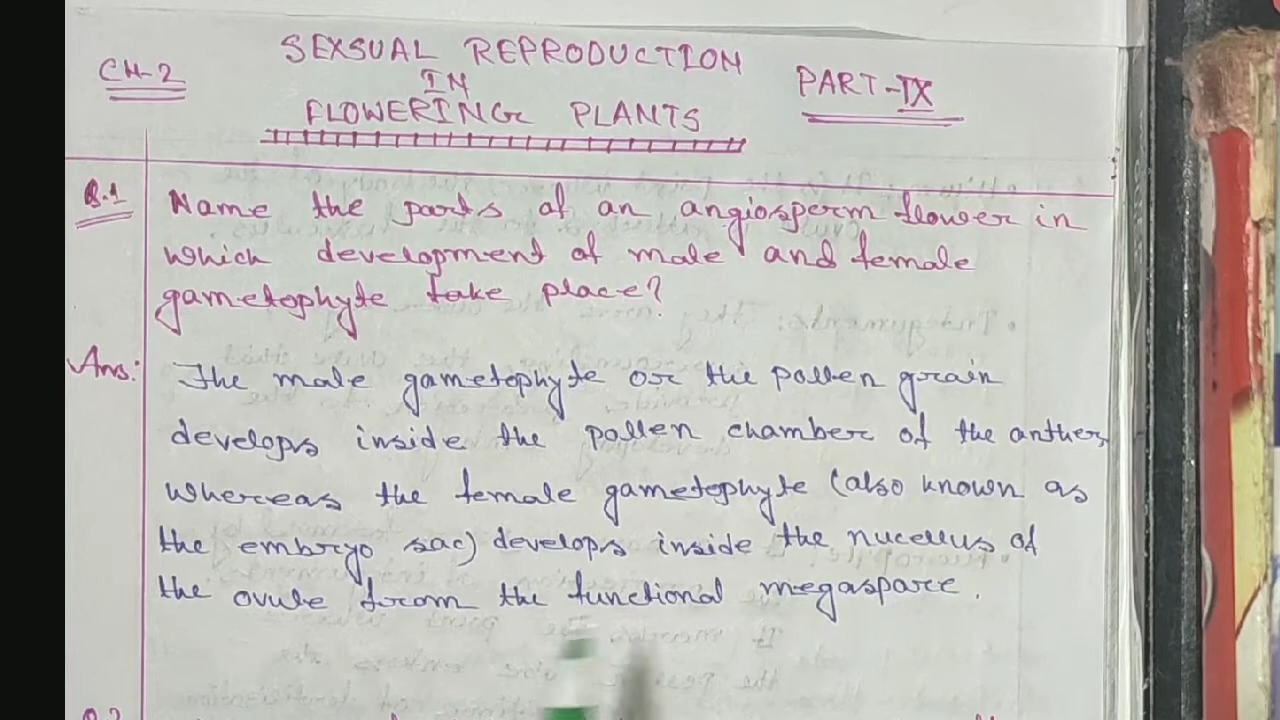 CH-2
SEXSUAL REPRODUCTION
IN
FLOWERING PLANTS
PART-IX
Q.1
Name the parts of an angiosperm flower in
which development of male and female
gametophyte take place?
Ans:
The male gametophyte or the pollen grain
develops inside the pollen chamber of the anther,
whereas the female gametophyte (also known as
the embryo sac) develops inside the nucellus of
the ovule from the functional megaspore.
Q.2